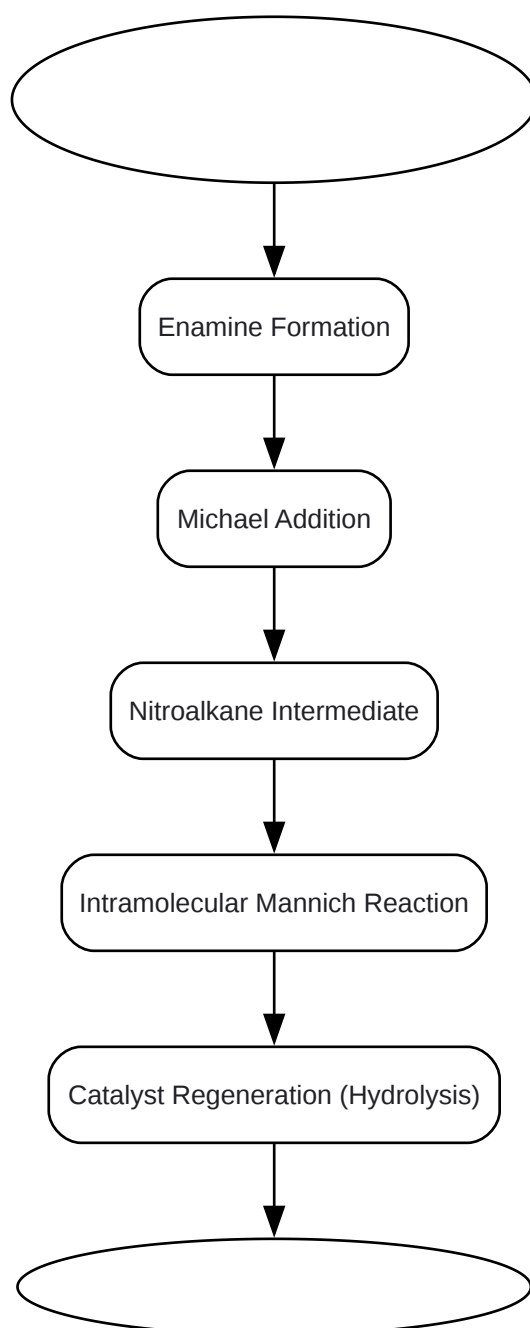 Enamine Formation
Michael Addition
Nitroalkane Intermediate
Intramolecular Mannich Reaction
Catalyst Regeneration (Hydrolysis)